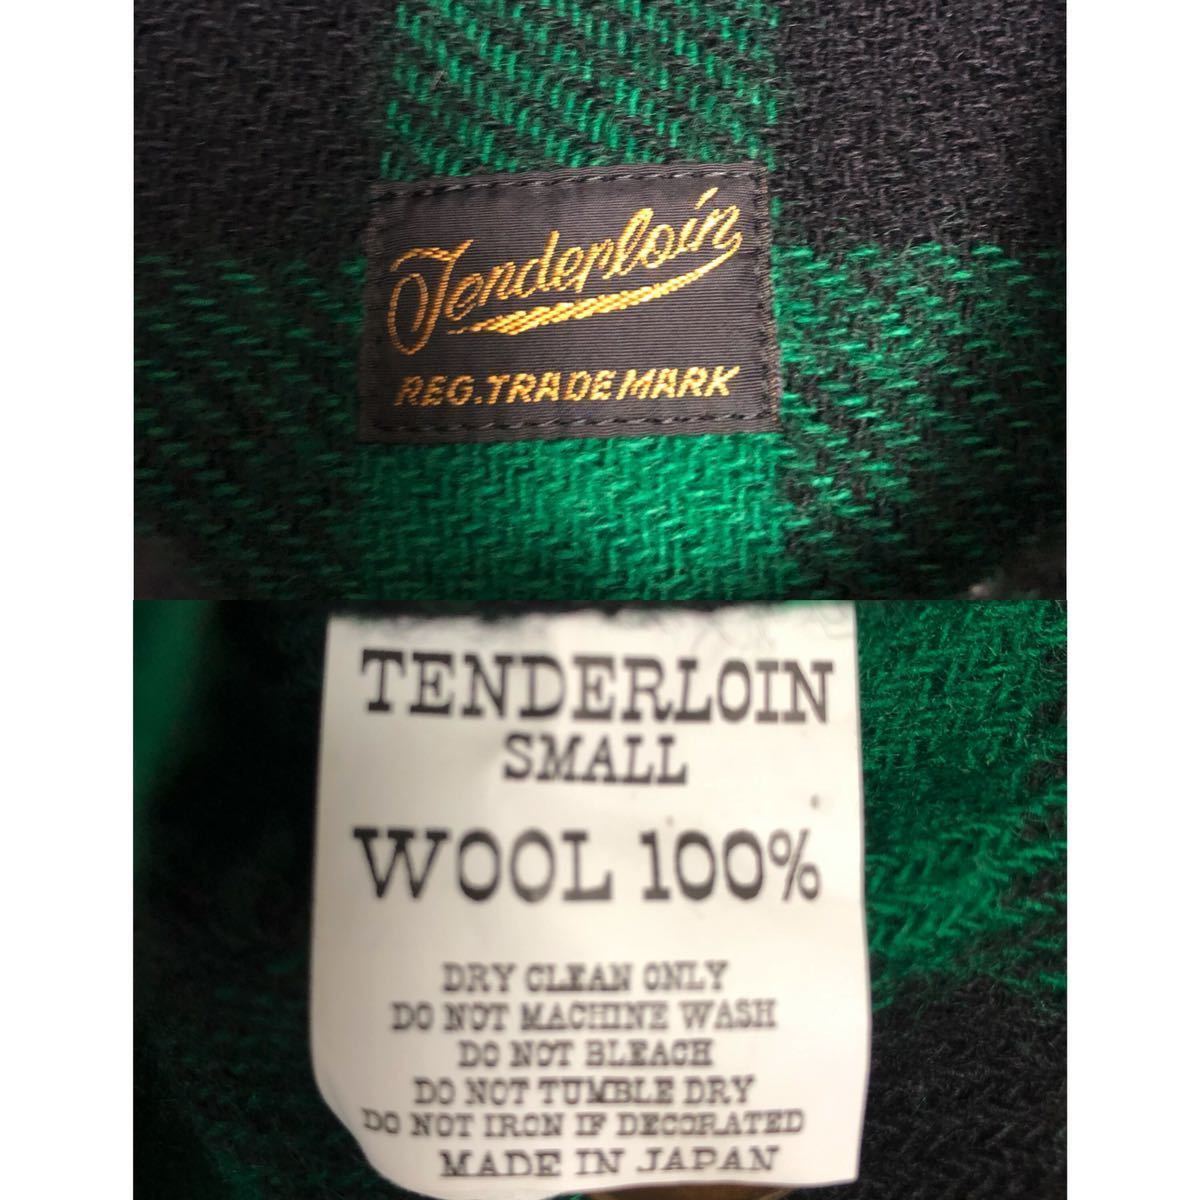 Tenderloin
REG. TRADE MARK
TENDERLOIN
SMALL
WOOL 100%
DRY CLEAN ONLY
DO NOT MACHINE WASH
DO NOT BLEACH
DO NOT TUMBLE DRY
DO NOT IRON IF DECORATED
MADE IN JAPAN